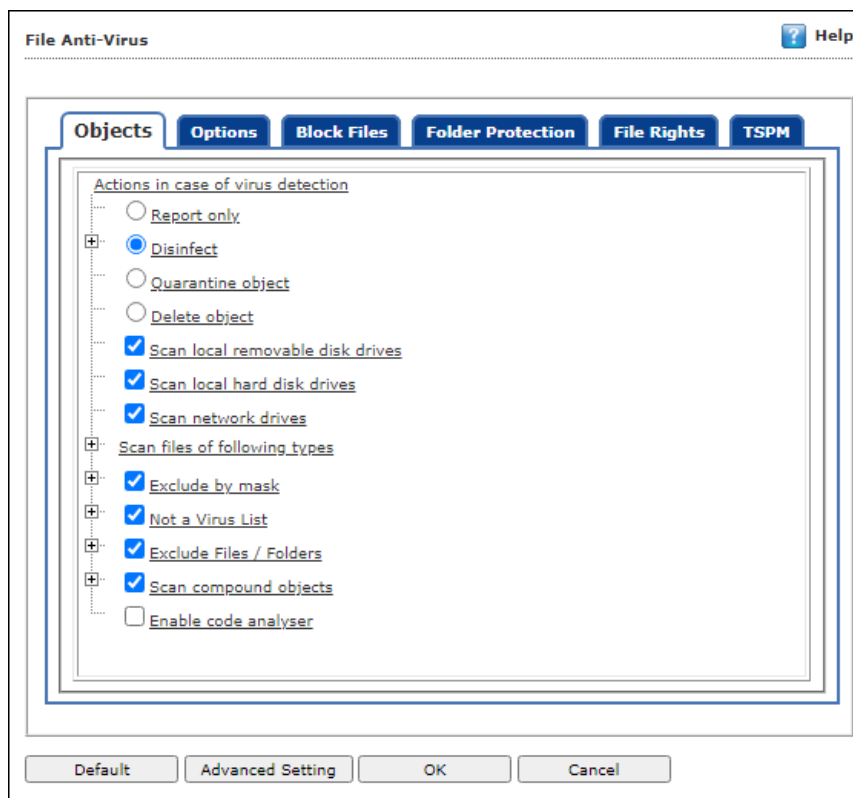 File Anti-Virus
? Help
Objects Options Block Files Folder Protection File Rights TSPM
Actions in case of virus detection
Report only
Disinfect
Quarantine object
Delete object
Scan local removable disk drives
Scan local hard disk drives
Scan network drives
Scan files of following types
Exclude by mask
Not a Virus List
Exclude Files / Folders
Scan compound objects
Enable code analyser
Default Advanced Setting OK Cancel